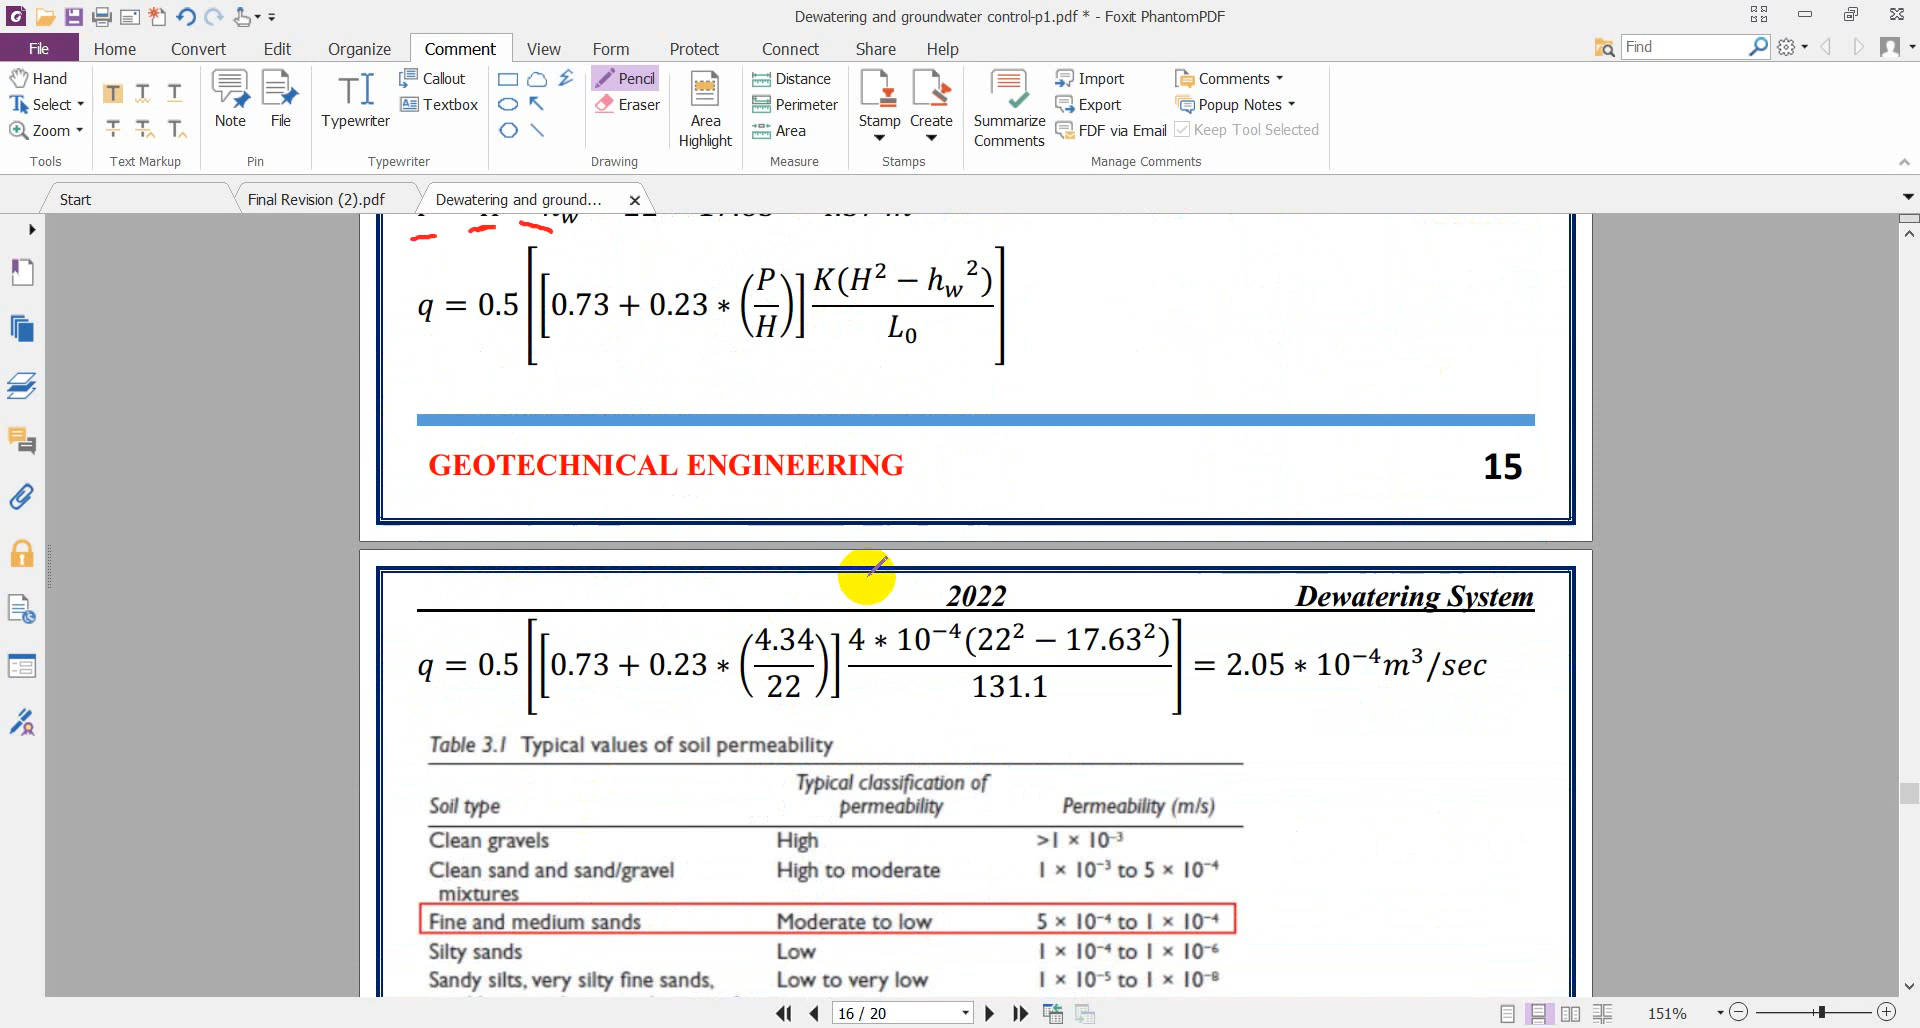 Dewatering and groundwater control-p1.pdf * - Foxit PhantomPDF
File Home Convert Edit Organize Comment View Form Protect Connect Share Help Find
Hand
Select
Zoom
Tools
Text Markup
Note
File
Pin
Typewriter
Callout
Textbox
Typewriter
Pencil
Eraser
Drawing
Area Highlight
Distance
Perimeter
Area
Measure
Stamp
Create
Stamps
Summarize Comments
Import
Export
FDF via Email
Comments
Popup Notes
Keep Tool Selected
Manage Comments
Start
Final Revision (2).pdf
Dewatering and ground...
q = 0.5 [[0.73 + 0.23 * (P/H)] K(H² − h_w²)/L₀]
GEOTECHNICAL ENGINEERING 15
2022 Dewatering System
q = 0.5 [[0.73 + 0.23 * (4.34/22)] 4 * 10⁻⁴(22² − 17.63²)/131.1] = 2.05 * 10⁻⁴m³/sec
Table 3.1 Typical values of soil permeability
Soil type Typical classification of permeability Permeability (m/s)
Clean gravels High >1 × 10⁻³
Clean sand and sand/gravel mixtures High to moderate 1 × 10⁻³ to 5 × 10⁻⁴
Fine and medium sands Moderate to low 5 × 10⁻⁴ to 1 × 10⁻⁴
Silty sands Low 1 × 10⁻⁴ to 1 × 10⁻⁶
Sandy silts, very silty fine sands, Low to very low 1 × 10⁻⁵ to 1 × 10⁻⁸
16 / 20
151%